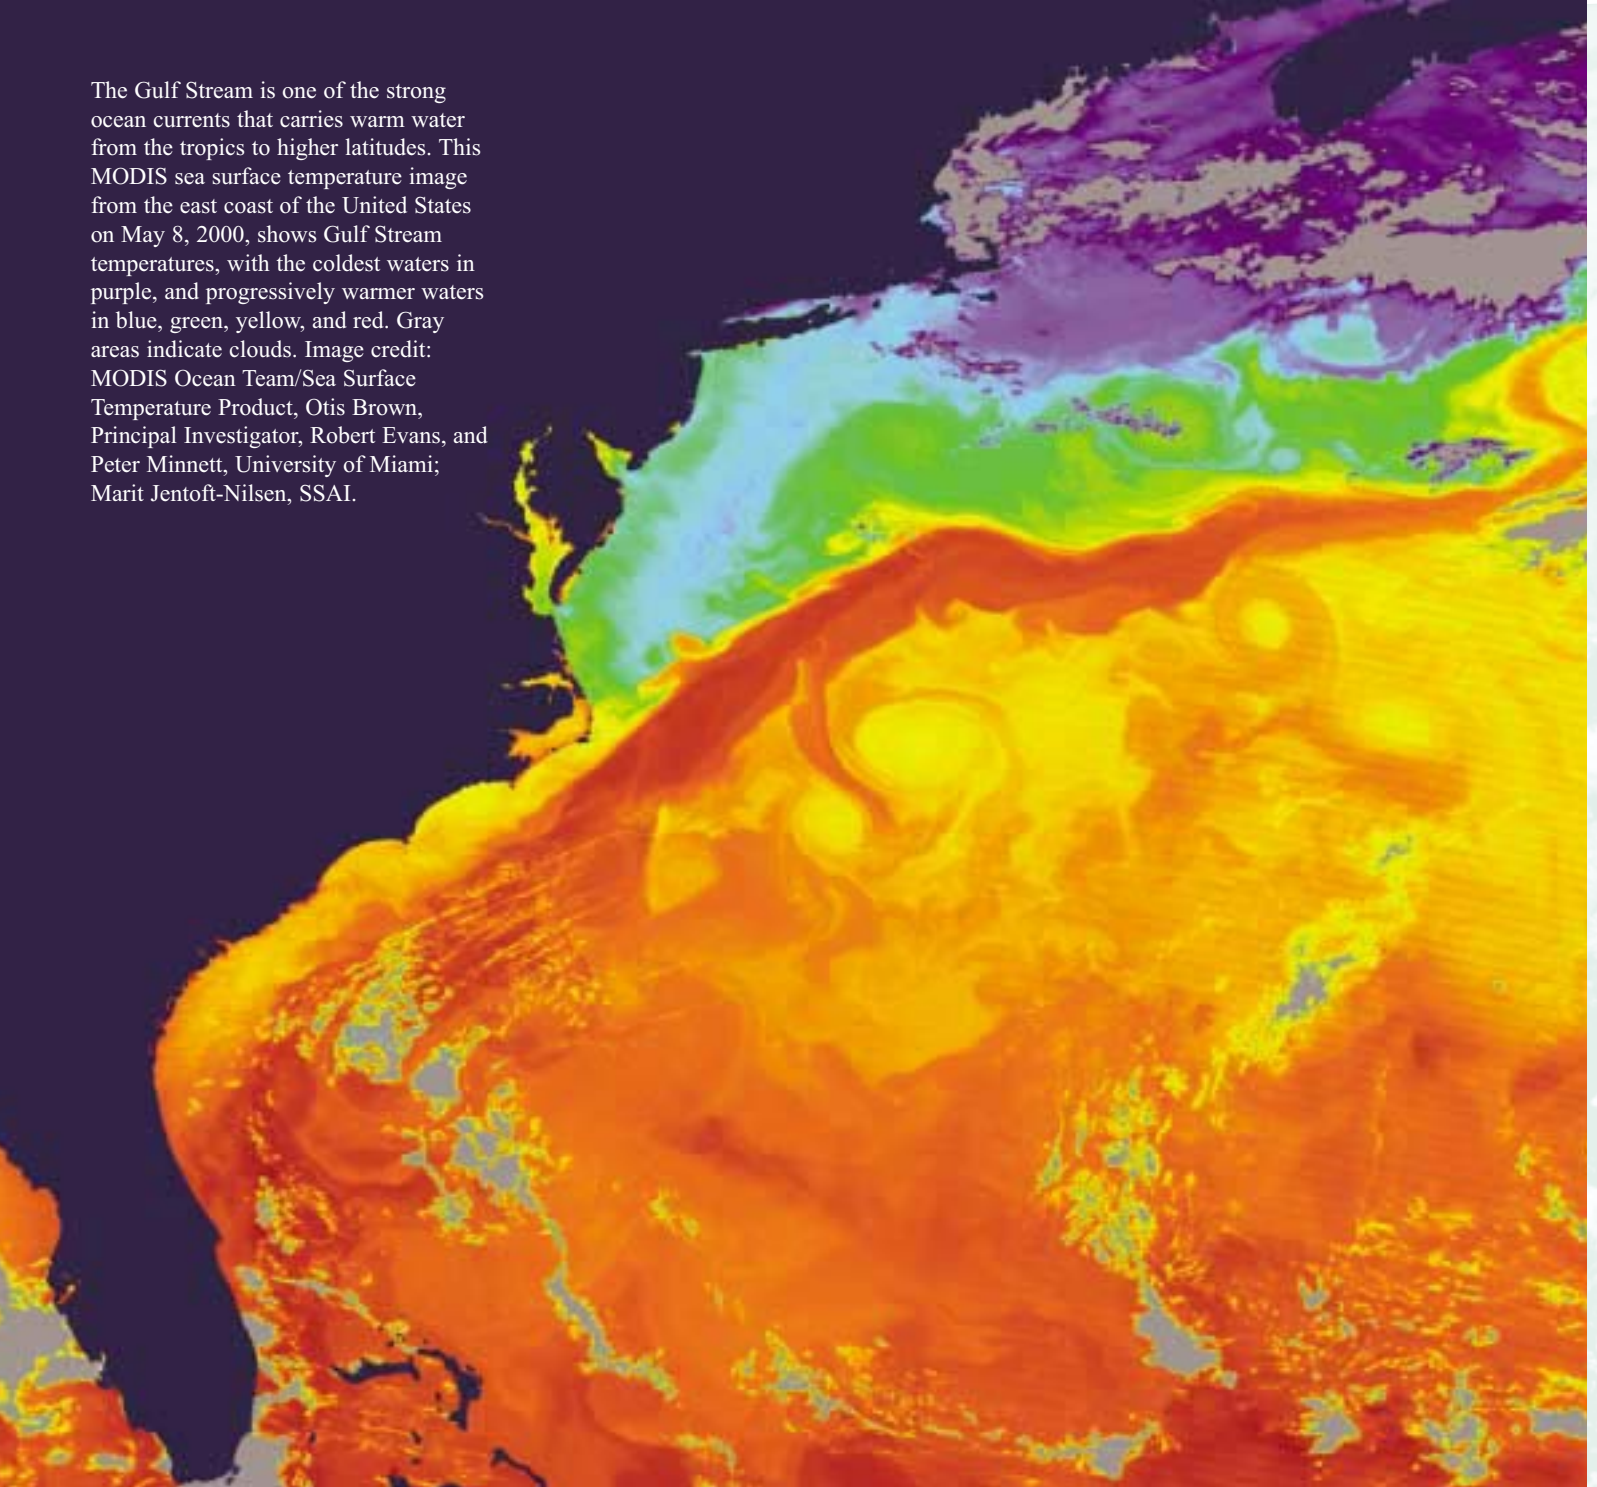 The Gulf Stream is one of the strong
ocean currents that carries warm water
from the tropics to higher latitudes. This
MODIS sea surface temperature image
from the east coast of the United States
on May 8, 2000, shows Gulf Stream
temperatures, with the coldest waters in
purple, and progressively warmer waters
in blue, green, yellow, and red. Gray
areas indicate clouds. Image credit:
MODIS Ocean Team/Sea Surface
Temperature Product, Otis Brown,
Principal Investigator, Robert Evans, and
Peter Minnett, University of Miami;
Marit Jentoft-Nilsen, SSAI.